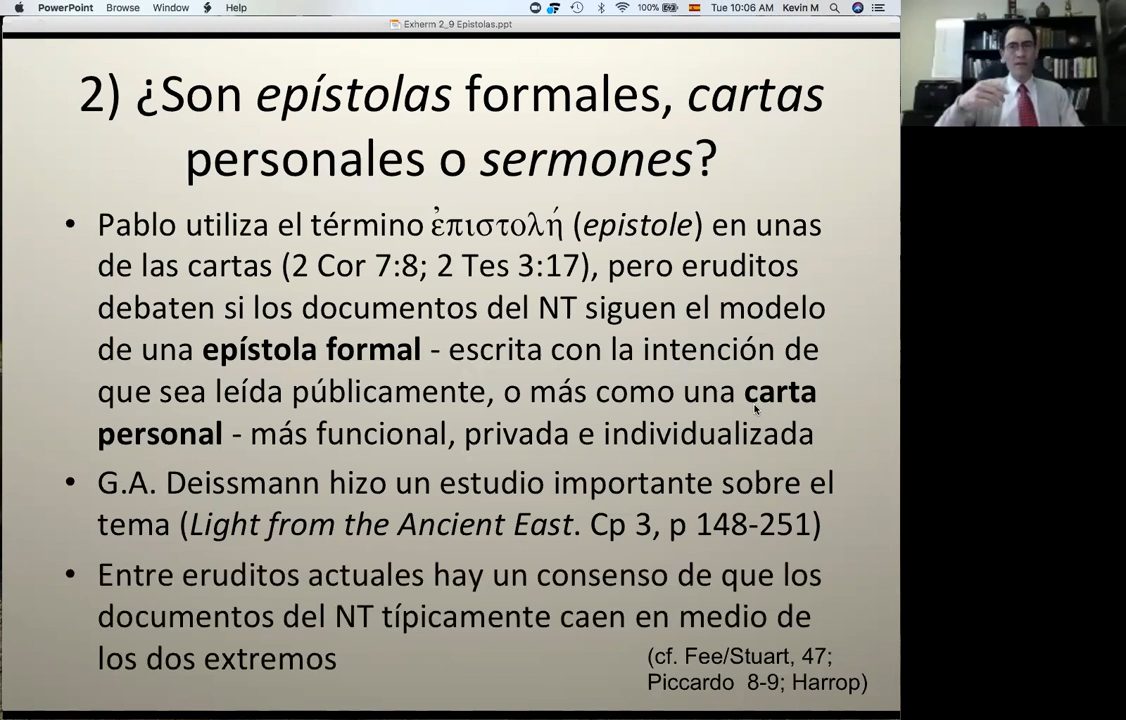 PowerPoint Browse Window Help 100% Tue 10:06 AM Kevin M
Exherm 2_9 Epistolas.ppt
2) ¿Son epístolas formales, cartas
personales o sermones?
• Pablo utiliza el término ἐπιστολή (epistole) en unas
de las cartas (2 Cor 7:8; 2 Tes 3:17), pero eruditos
debaten si los documentos del NT siguen el modelo
de una epístola formal - escrita con la intención de
que sea leída públicamente, o más como una carta
personal - más funcional, privada e individualizada
• G.A. Deissmann hizo un estudio importante sobre el
tema (Light from the Ancient East. Cp 3, p 148-251)
• Entre eruditos actuales hay un consenso de que los
documentos del NT típicamente caen en medio de
los dos extremos
(cf. Fee/Stuart, 47;
Piccardo 8-9; Harrop)